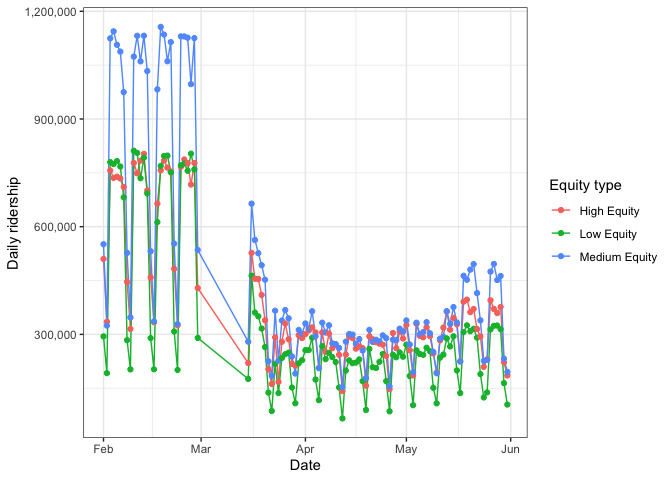 1,200,000
900,000
600,000
300,000
Daily ridership
Feb Mar Apr May Jun
Date
Equity type
High Equity
Low Equity
Medium Equity